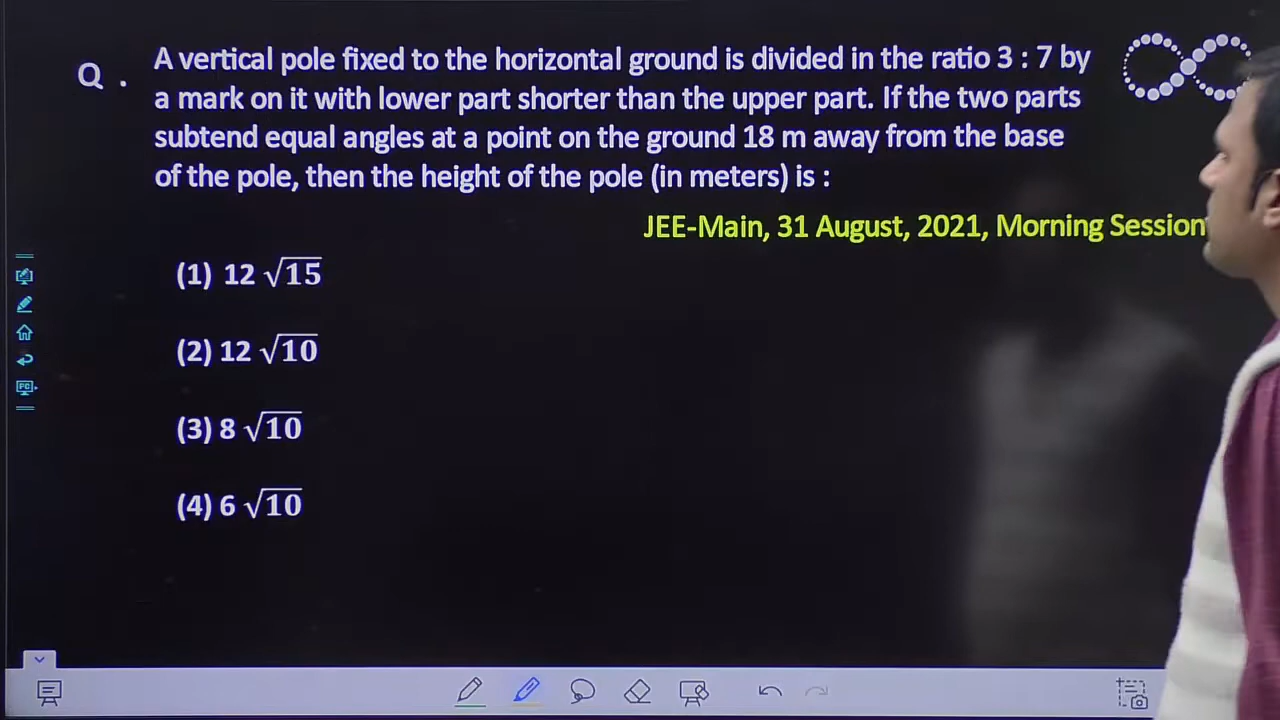 Q .
A vertical pole fixed to the horizontal ground is divided in the ratio 3 : 7 by
a mark on it with lower part shorter than the upper part. If the two parts
subtend equal angles at a point on the ground 18 m away from the base
of the pole, then the height of the pole (in meters) is :
JEE-Main, 31 August, 2021, Morning Session
(1) 12 √15
(2) 12 √10
(3) 8 √10
(4) 6 √10